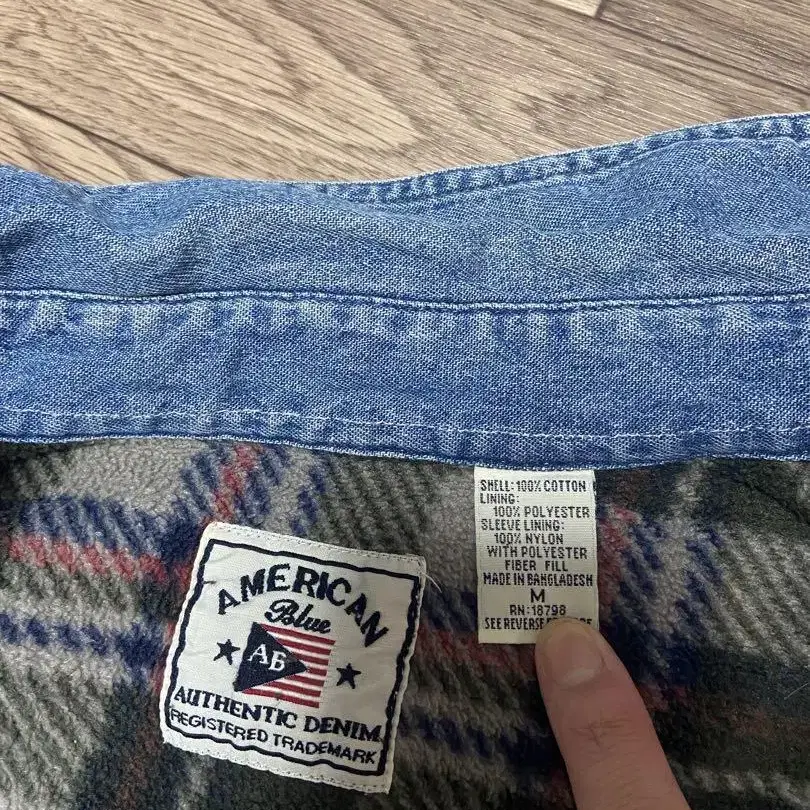 SHELL: 100% COTTON
LINING:
100% POLYESTER
SLEEVE LINING:
100% NYLON
WITH POLYESTER
FIBER FILL
MADE IN BANGLADESH
M
RN: 18798
SEE REVERSE
AMERICAN
Blue
AB
AUTHENTIC DENIM
REGISTERED TRADEMARK